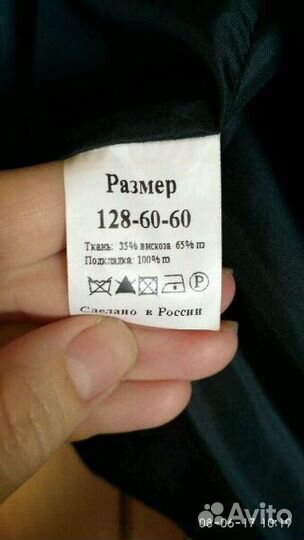 Размер
128-60-60
Ткань: 35% вискоза 65% пэ
Подкладка: 100% пэ
P
Сделано в России
08-06-19 10:19
Avito